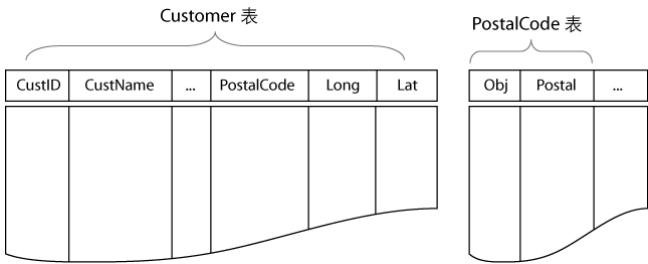 Customer 表
PostalCode 表
CustID CustName ... PostalCode Long Lat
Obj Postal ...